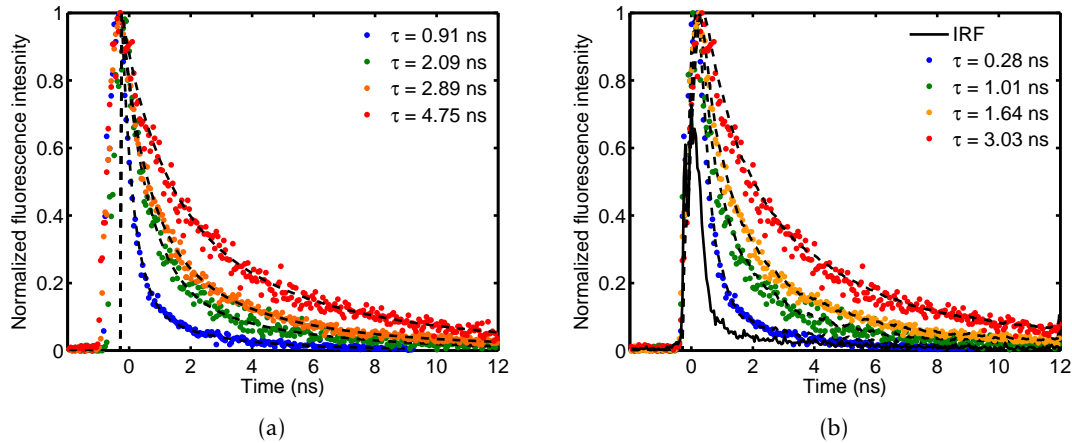 1
0.8
0.6
0.4
0.2
0
0 2 4 6 8 10 12
Normalized fluorescence intesnity
Time (ns)
τ = 0.91 ns
τ = 2.09 ns
τ = 2.89 ns
τ = 4.75 ns
(a)
1
0.8
0.6
0.4
0.2
0
0 2 4 6 8 10 12
Normalized fluorescence intesnity
Time (ns)
IRF
τ = 0.28 ns
τ = 1.01 ns
τ = 1.64 ns
τ = 3.03 ns
(b)